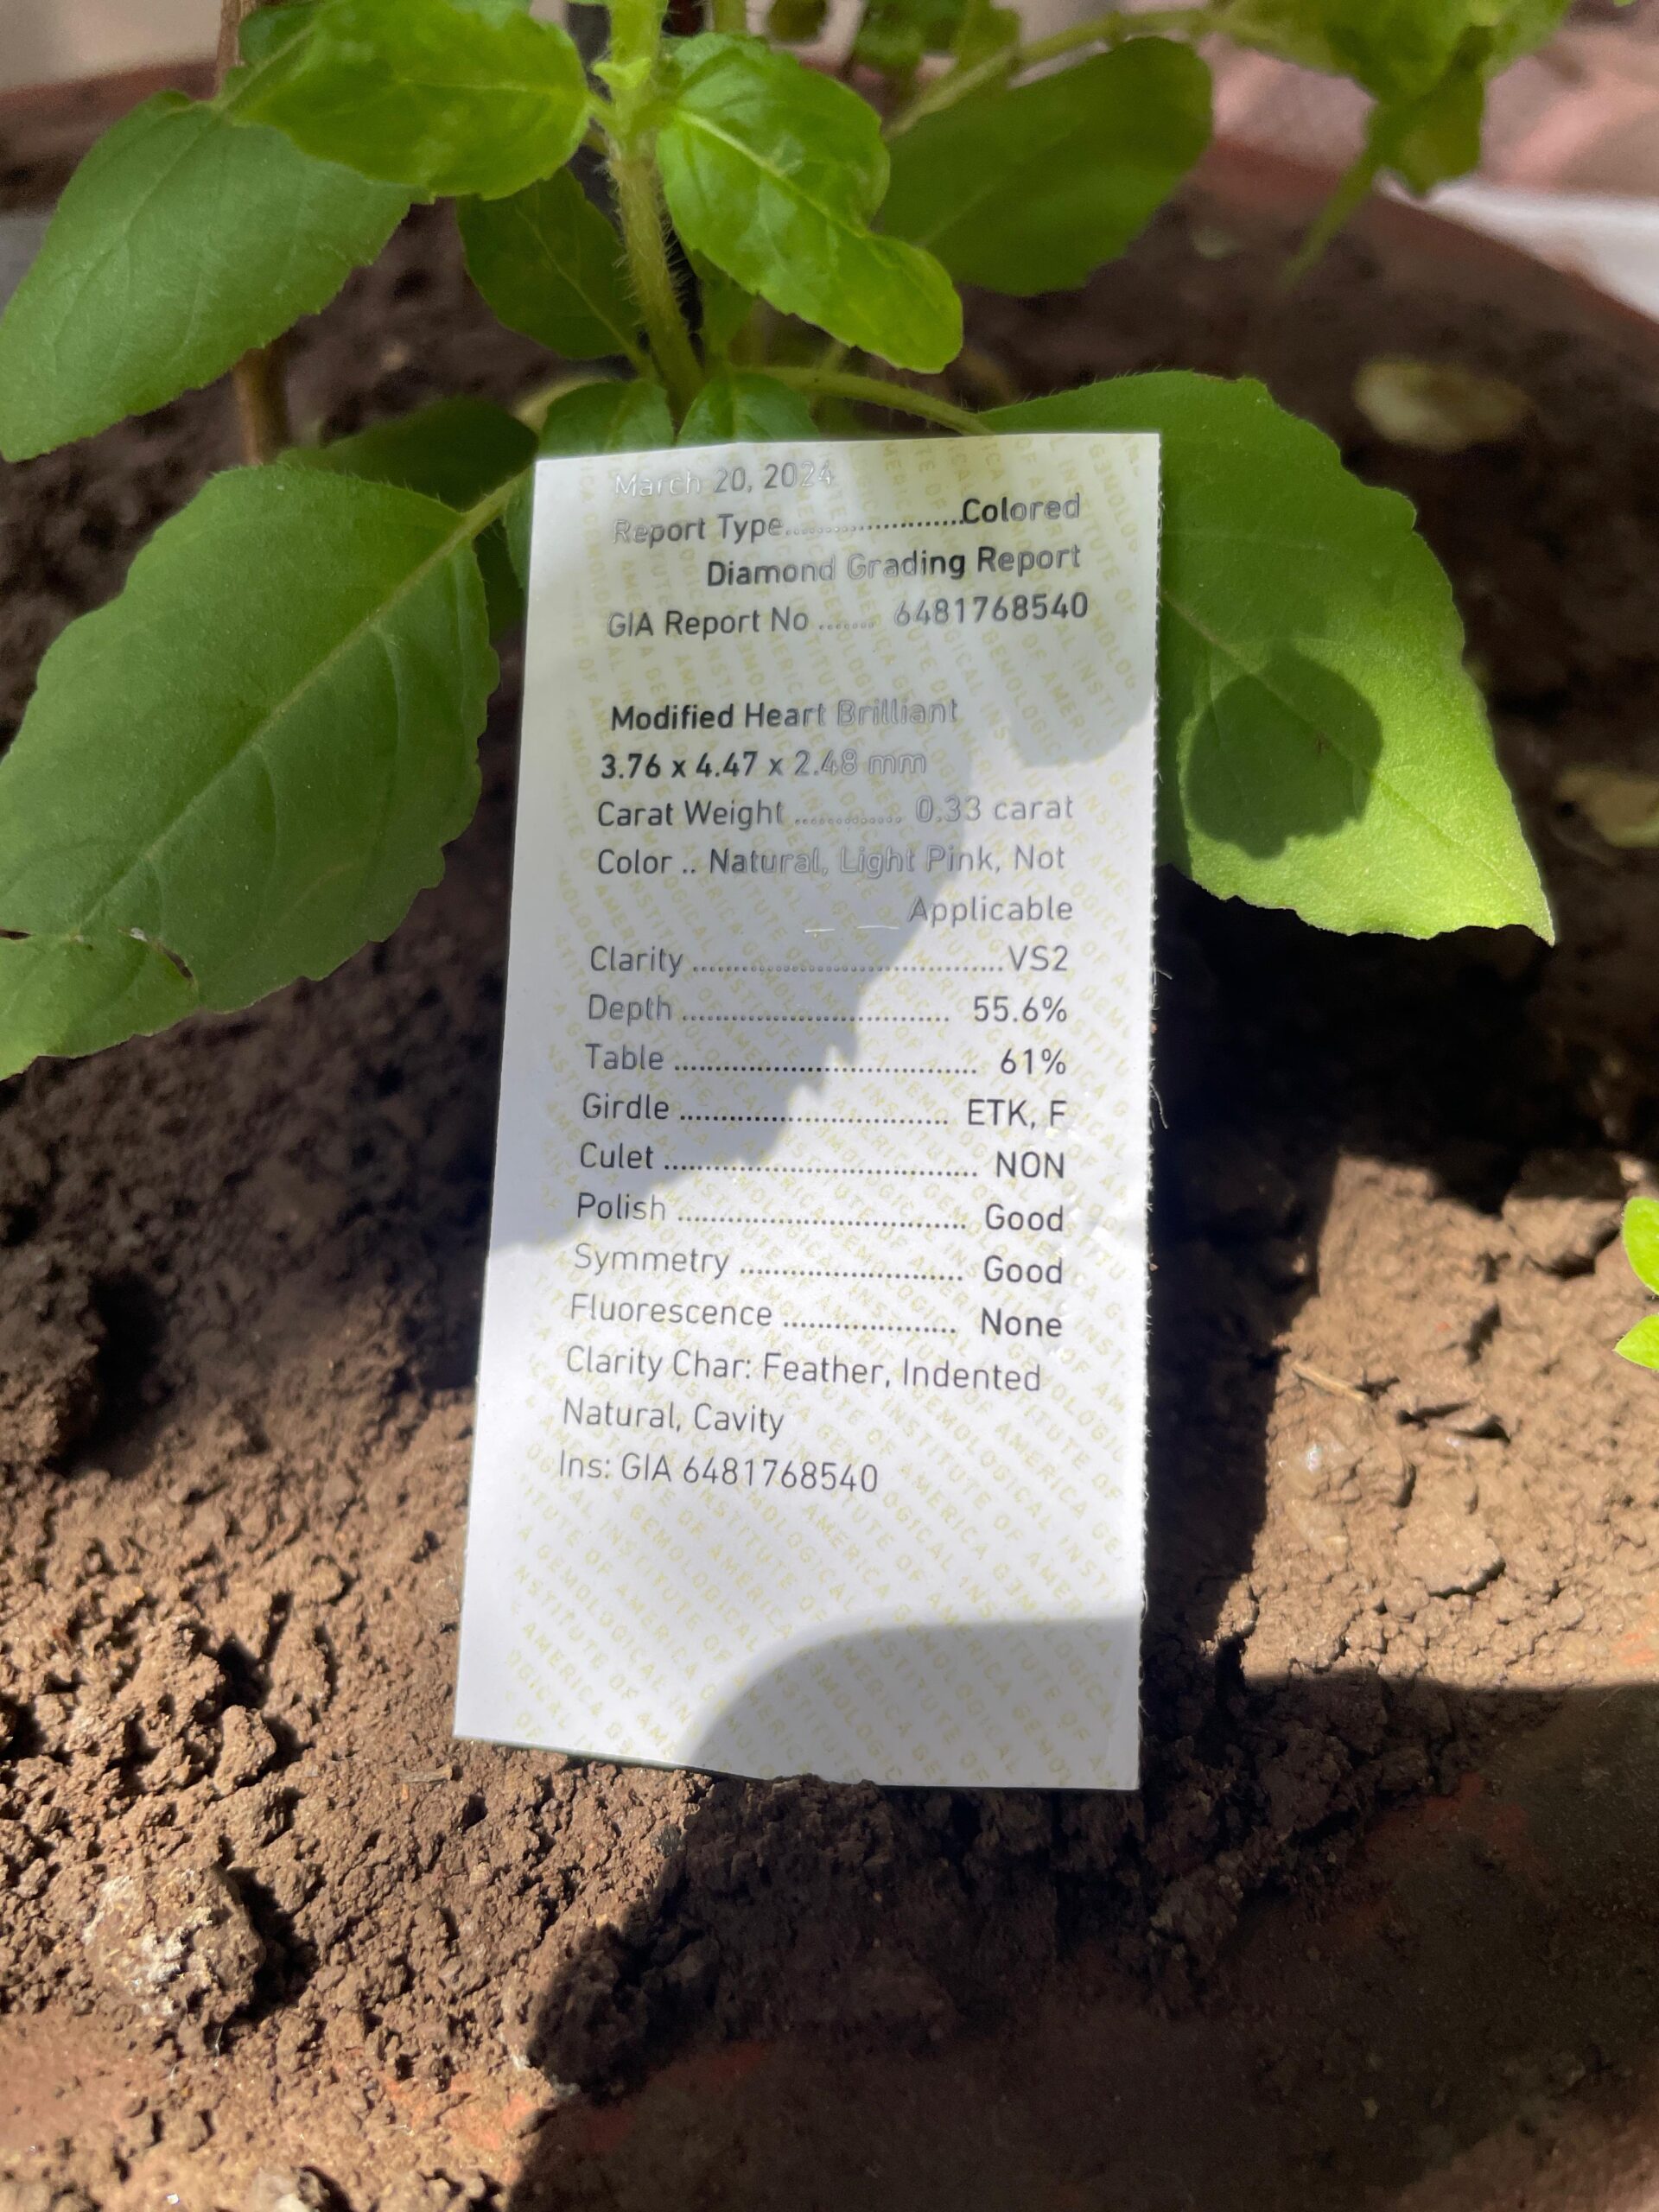 March 20, 2024
Report Type......................Colored
Diamond Grading Report
GIA Report No ....... 6481768540
Modified Heart Brilliant
3.76 x 4.47 x 2.48 mm
Carat Weight ............. 0.33 carat
Color .. Natural, Light Pink, Not
Applicable
Clarity ......................................VS2
Depth ................................. 55.6%
Table ..................................... 61%
Girdle ................................. ETK, F
Culet ...................................... NON
Polish ................................... Good
Symmetry ........................... Good
Fluorescence ..................... None
Clarity Char: Feather, Indented
Natural, Cavity
Ins: GIA 6481768540